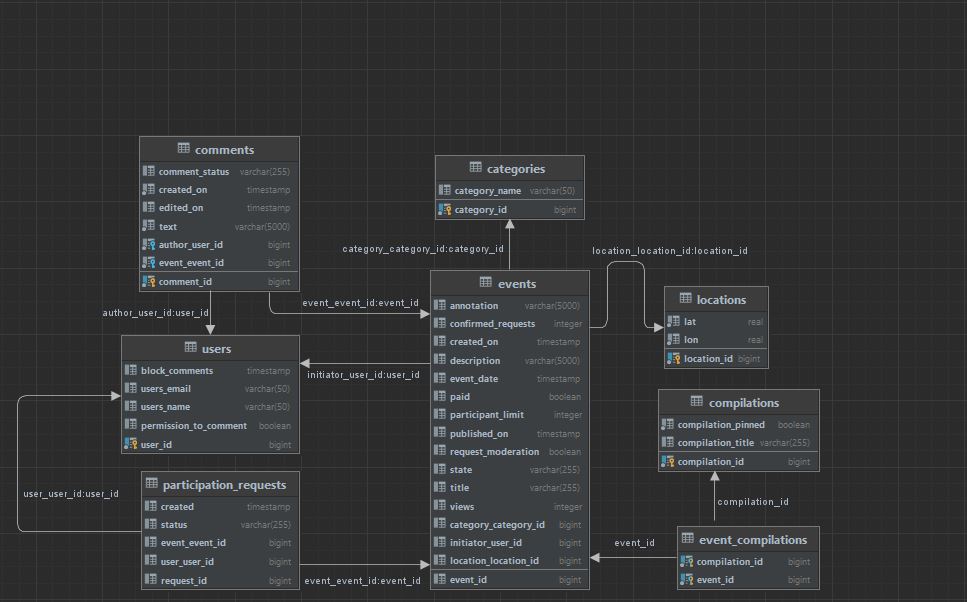 comments
comment_status varchar(255)
created_on timestamp
edited_on timestamp
text varchar(5000)
author_user_id bigint
event_event_id bigint
comment_id bigint
categories
category_name varchar(50)
category_id bigint
category_category_id:category_id
location_location_id:location_id
event_event_id:event_id
author_user_id:user_id
events
annotation varchar(5000)
confirmed_requests integer
created_on timestamp
description varchar(5000)
event_date timestamp
paid boolean
participant_limit integer
published_on timestamp
request_moderation boolean
state varchar(255)
title varchar(255)
views integer
category_category_id bigint
initiator_user_id bigint
location_location_id bigint
event_id bigint
locations
lat real
lon real
location_id bigint
users
block_comments timestamp
users_email varchar(50)
users_name varchar(50)
permission_to_comment boolean
user_id bigint
initiator_user_id:user_id
compilations
compilation_pinned boolean
compilation_title varchar(255)
compilation_id bigint
participation_requests
created timestamp
status varchar(255)
event_event_id bigint
user_user_id bigint
request_id bigint
user_user_id:user_id
event_event_id:event_id
compilation_id
event_id
event_compilations
compilation_id bigint
event_id bigint